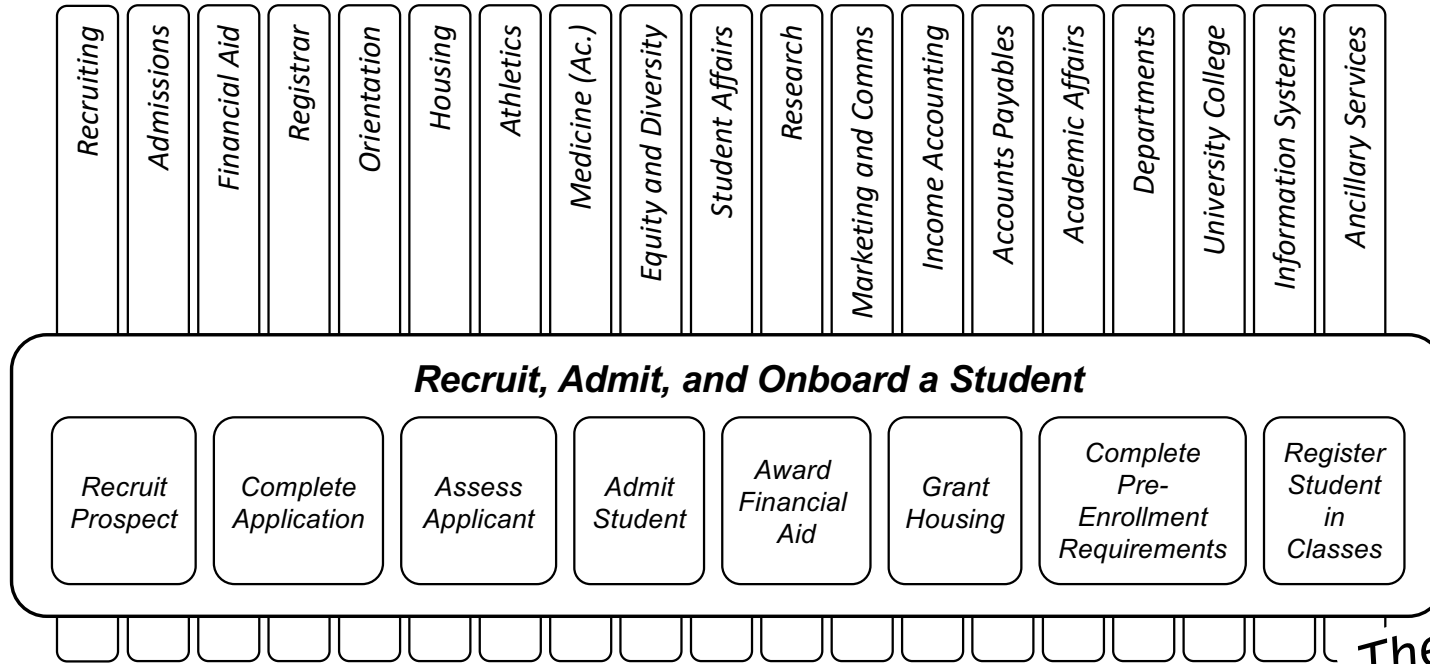 Recruiting
Admissions
Financial Aid
Registrar
Orientation
Housing
Athletics
Medicine (Ac.)
Equity and Diversity
Student Affairs
Research
Marketing and Comms
Income Accounting
Accounts Payables
Academic Affairs
Departments
University College
Information Systems
Ancillary Services
Recruit, Admit, and Onboard a Student
Recruit
Prospect
Complete
Application
Assess
Applicant
Admit
Student
Award
Financial
Aid
Grant
Housing
Complete
Pre-
Enrollment
Requirements
Register
Student
in
Classes
The